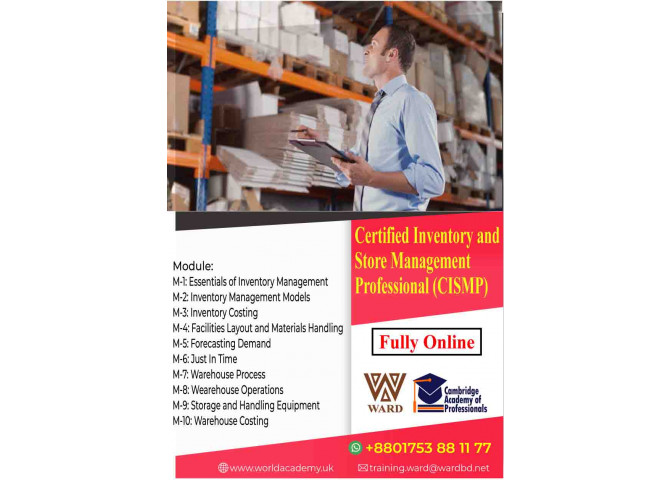 Certified Inventory and
Store Management
Professional (CISMP)
Module:
M-1: Essentials of Inventory Management
M-2: Inventory Management Models
M-3: Inventory Costing
M-4: Facilities Layout and Materials Handling
M-5: Forecasting Demand
M-6: Just In Time
M-7: Warehouse Process
M-8: Wearehouse Operations
M-9: Storage and Handling Equipment
M-10: Warehouse Costing
Fully Online
WARD
Cambridge
Academy of
Professionals
+8801753 88 11 77
www.worldacademy.uk
training.ward@wardbd.net